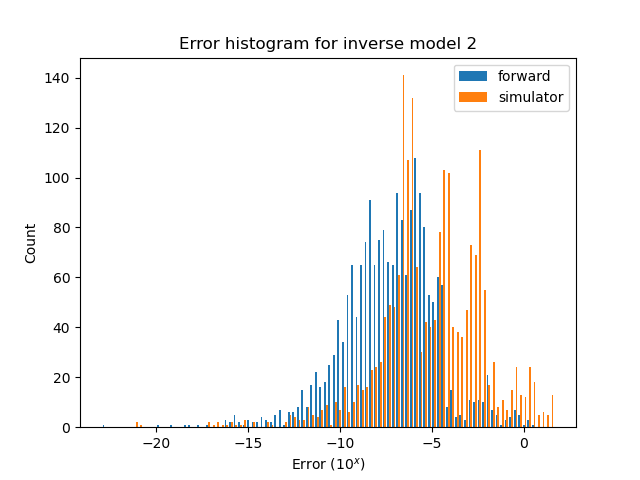 Error histogram for inverse model 2
forward
simulator
140
120
100
80
60
40
20
0
Count
−20 −15 −10 −5 0
Error (10^x)